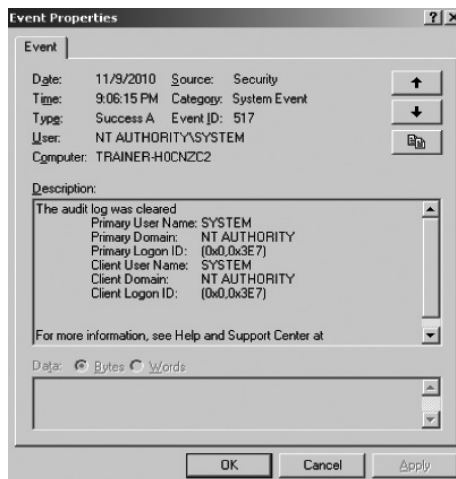 Event Properties
Event
Date: 11/9/2010 Source: Security
Time: 9:06:15 PM Category: System Event
Type: Success A Event ID: 517
User: NT AUTHORITY\SYSTEM
Computer: TRAINER-H0CNZC2
Description:
The audit log was cleared
Primary User Name: SYSTEM
Primary Domain: NT AUTHORITY
Primary Logon ID: (0x0,0x3E7)
Client User Name: SYSTEM
Client Domain: NT AUTHORITY
Client Logon ID: (0x0,0x3E7)
For more information, see Help and Support Center at
Data: Bytes Words
OK Cancel Apply